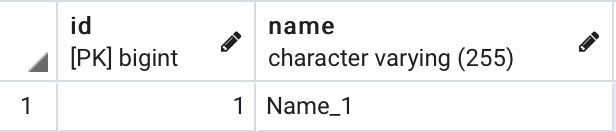 id name
[PK] bigint character varying (255)
1 1 Name_1